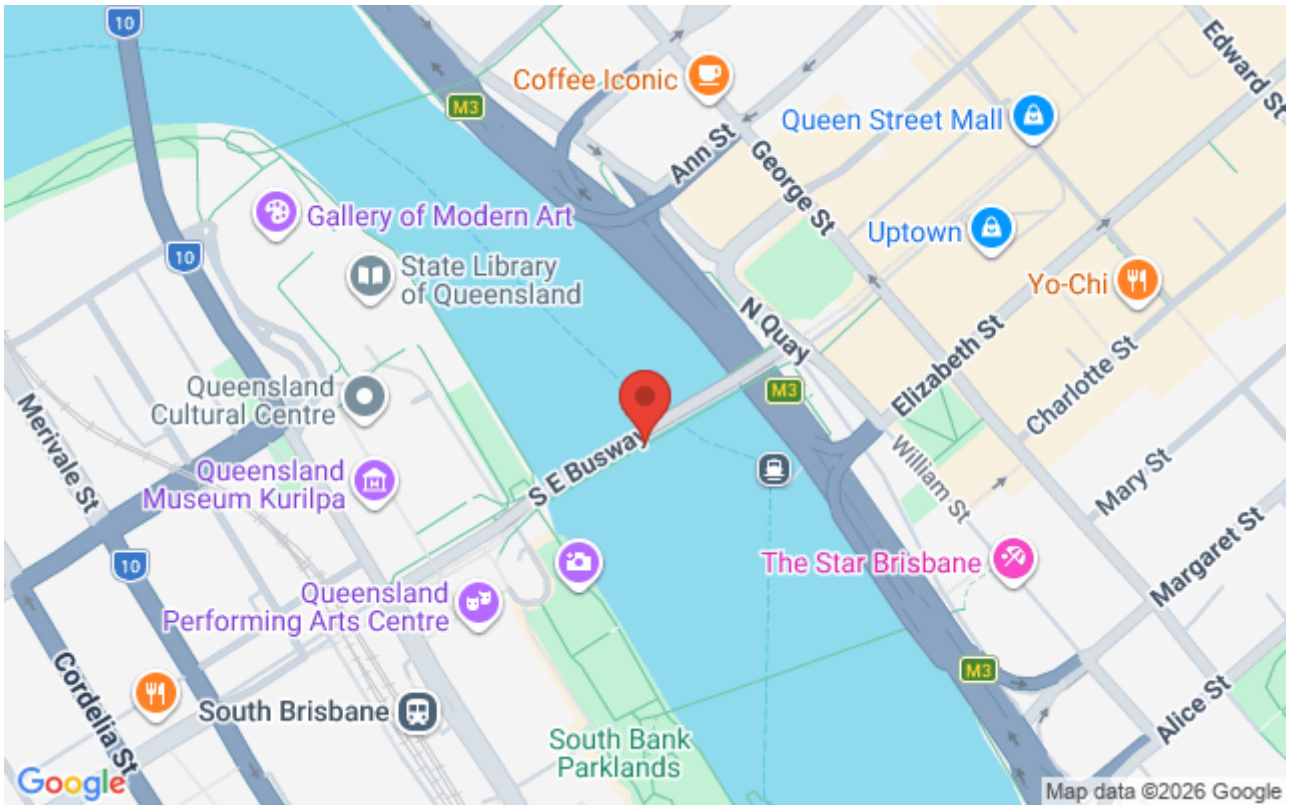 10
Edward St
Coffee Iconic
M3
Queen Street Mall
Ann St
George St
Gallery of Modern Art
Uptown
10
State Library
of Queensland
Yo-Chi
N Quay
Elizabeth St
Charlotte St
Queensland
Cultural Centre
M3
Merivale St
S E Busway
William St
Queensland
Museum Kurilpa
Mary St
10
The Star Brisbane
Margaret St
Queensland
Performing Arts Centre
Cordelia St
M3
South Brisbane
Alice St
South Bank
Parklands
Google
Map data ©2026 Google